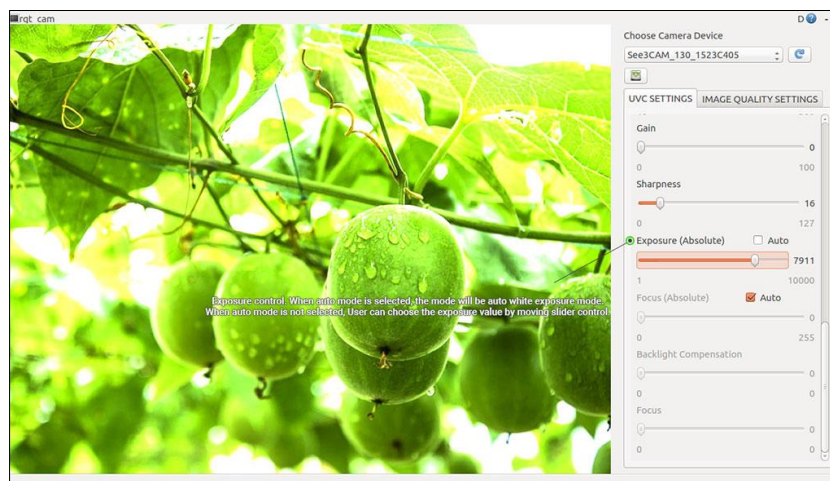 rqt_cam
D
-
Choose Camera Device
See3CAM_130_1523C405
UVC SETTINGS
IMAGE QUALITY SETTINGS
Gain
0
0 100
Sharpness
16
0 127
Exposure (Absolute) Auto
7911
1 10000
Focus (Absolute) Auto
0
0 255
Backlight Compensation
0
0 0
Focus
0
0 0
Exposure control. When auto mode is selected, the mode will be auto white exposure mode.
When auto mode is not selected, User can choose the exposure value by moving slider control.